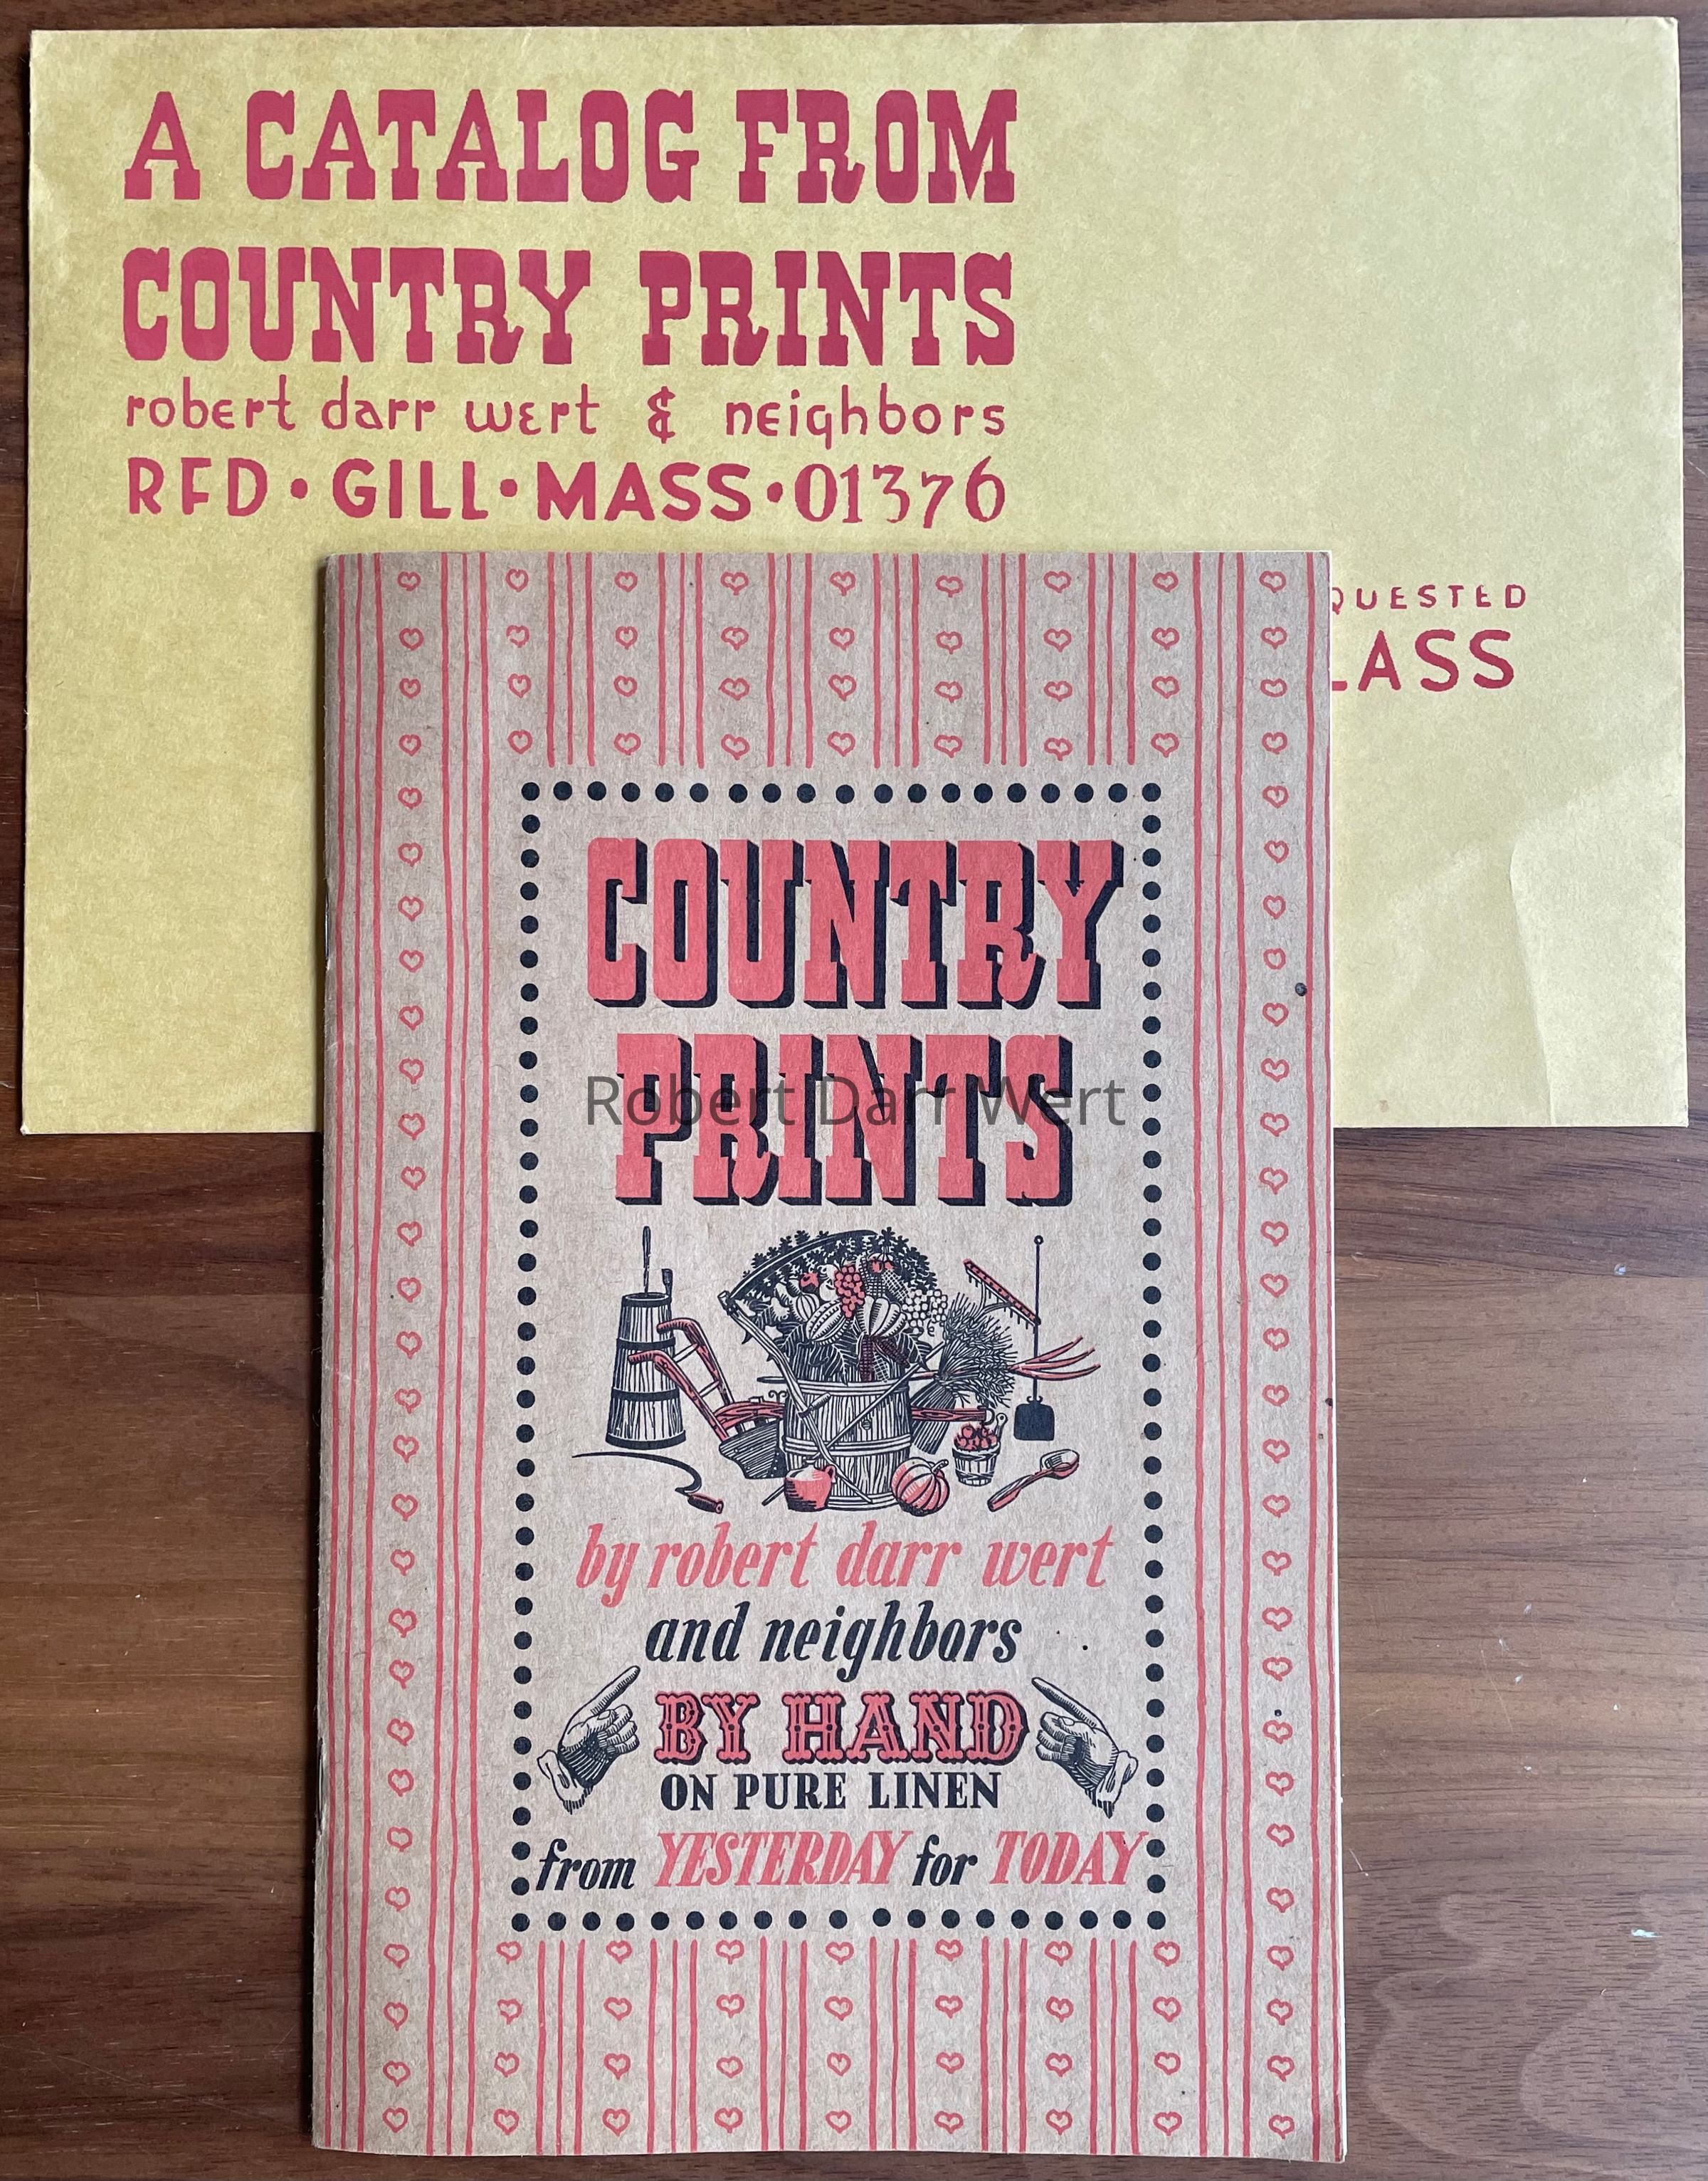 A CATALOG FROM
COUNTRY PRINTS
robert darr wert & neighbors
RFD • GILL • MASS • 01376
QUESTED
LASS
COUNTRY
PRINTS
Robert Darr Wert
by robert darr wert
and neighbors
BY HAND
ON PURE LINEN
from YESTERDAY for TODAY